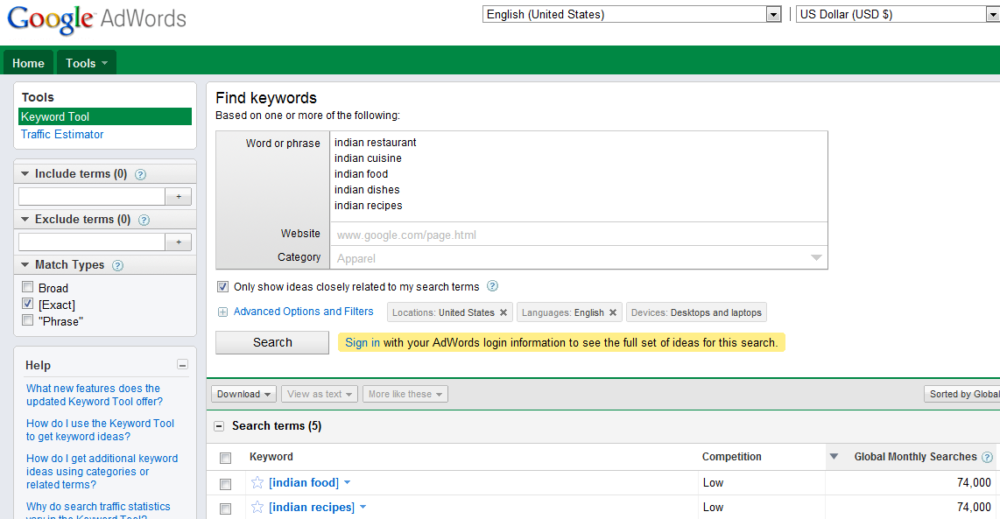 Google AdWords
English (United States)
US Dollar (USD $)
Home
Tools
Tools
Keyword Tool
Traffic Estimator
Include terms (0) ?
+
Exclude terms (0) ?
+
Match Types ?
Broad
[Exact]
"Phrase"
Help
What new features does the
updated Keyword Tool offer?
How do I use the Keyword Tool
to get keyword ideas?
How do I get additional keyword
ideas using categories or
related terms?
Why do search traffic statistics
vary in the Keyword Tool?
Find keywords
Based on one or more of the following:
Word or phrase
indian restaurant
indian cuisine
indian food
indian dishes
indian recipes
Website
www.google.com/page.html
Category
Apparel
Only show ideas closely related to my search terms ?
Advanced Options and Filters
Locations: United States
Languages: English
Devices: Desktops and laptops
Search
Sign in with your AdWords login information to see the full set of ideas for this search.
Download
View as text
More like these
Sorted by Global
Search terms (5)
Keyword
Competition
Global Monthly Searches ?
[indian food]
Low
74,000
[indian recipes]
Low
74,000